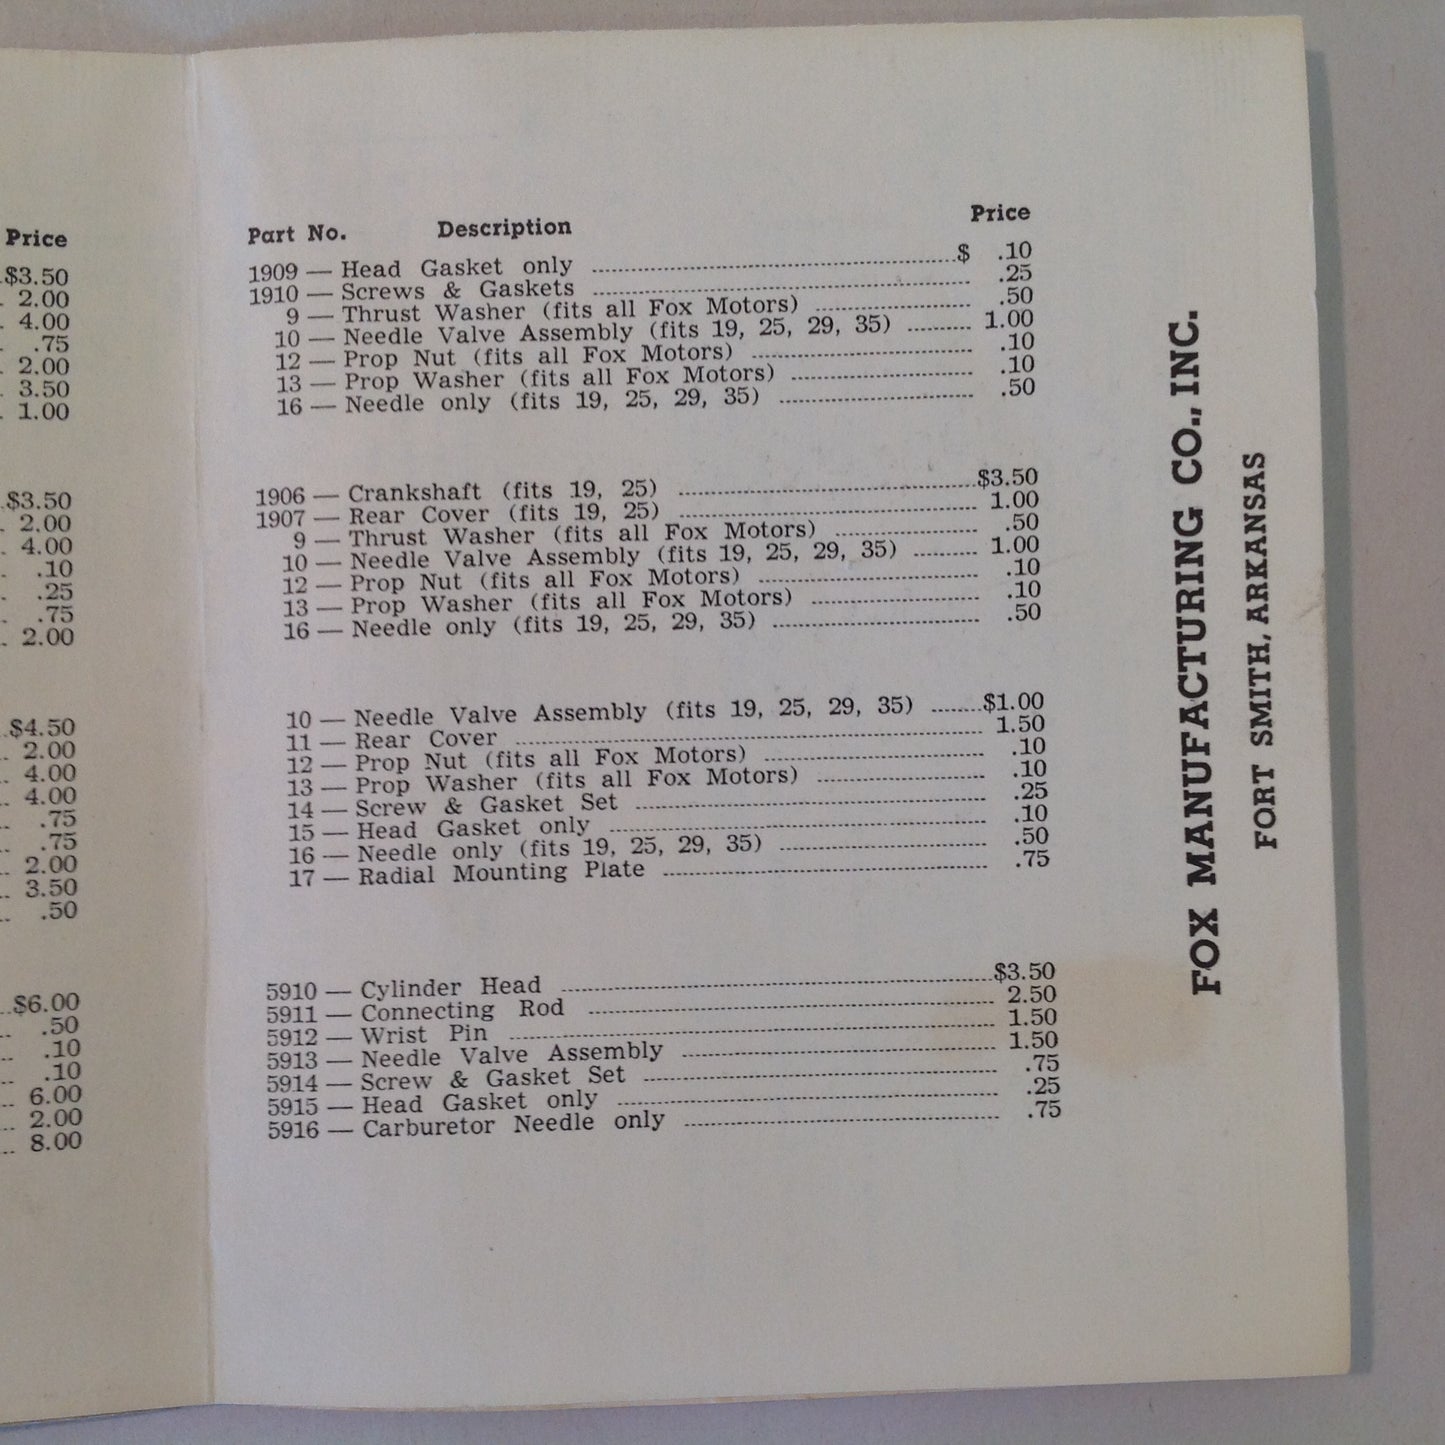 Price
$3.50
2.00
4.00
.75
2.00
3.50
1.00
$3.50
2.00
4.00
.10
.25
.75
2.00
$4.50
2.00
4.00
4.00
.75
.75
2.00
3.50
.50
$6.00
.50
.10
.10
6.00
2.00
8.00
Part No. Description Price
1909 — Head Gasket only $ .10
1910 — Screws & Gaskets .25
9 — Thrust Washer (fits all Fox Motors) .50
10 — Needle Valve Assembly (fits 19, 25, 29, 35) 1.00
12 — Prop Nut (fits all Fox Motors) .10
13 — Prop Washer (fits all Fox Motors) .10
16 — Needle only (fits 19, 25, 29, 35) .50
1906 — Crankshaft (fits 19, 25) $3.50
1907 — Rear Cover (fits 19, 25) 1.00
9 — Thrust Washer (fits all Fox Motors) .50
10 — Needle Valve Assembly (fits 19, 25, 29, 35) 1.00
12 — Prop Nut (fits all Fox Motors) .10
13 — Prop Washer (fits all Fox Motors) .10
16 — Needle only (fits 19, 25, 29, 35) .50
10 — Needle Valve Assembly (fits 19, 25, 29, 35) $1.00
11 — Rear Cover 1.50
12 — Prop Nut (fits all Fox Motors) .10
13 — Prop Washer (fits all Fox Motors) .10
14 — Screw & Gasket Set .25
15 — Head Gasket only .10
16 — Needle only (fits 19, 25, 29, 35) .50
17 — Radial Mounting Plate .75
5910 — Cylinder Head $3.50
5911 — Connecting Rod 2.50
5912 — Wrist Pin 1.50
5913 — Needle Valve Assembly 1.50
5914 — Screw & Gasket Set .75
5915 — Head Gasket only .25
5916 — Carburetor Needle only .75
FOX MANUFACTURING CO., INC.
FORT SMITH, ARKANSAS